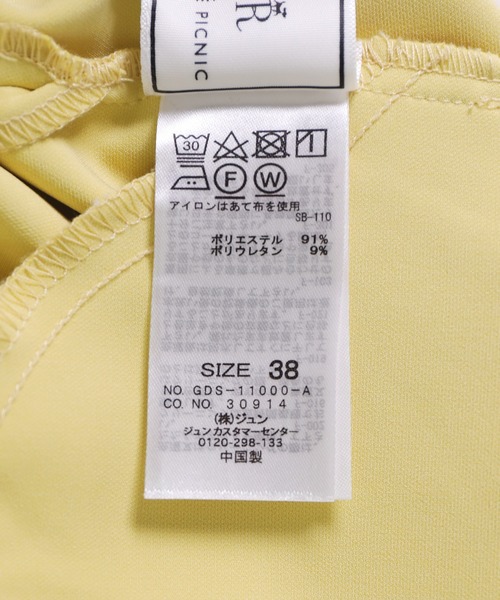 R
PICNIC
30
F W
アイロンはあて布を使用
SB-110
ポリエステル 91%
ポリウレタン 9%
SIZE 38
NO. GDS-11000-A
CO. NO. 30914
(株)ジュン
ジュンカスタマーセンター
0120-298-133
中国製